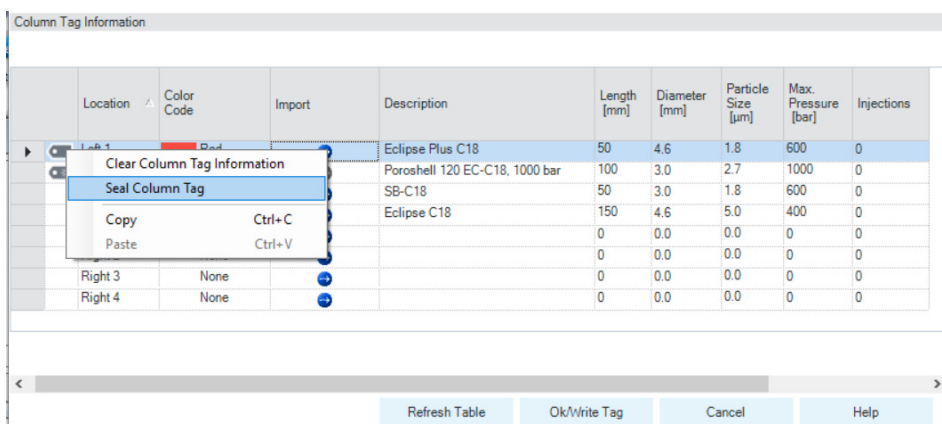 Column Tag Information
Location Color Code Import Description Length [mm] Diameter [mm] Particle Size [µm] Max. Pressure [bar] Injections
Left 1 Red Eclipse Plus C18 50 4.6 1.8 600 0
Poroshell 120 EC-C18, 1000 bar 100 3.0 2.7 1000 0
SB-C18 50 3.0 1.8 600 0
Eclipse C18 150 4.6 5.0 400 0
0 0.0 0.0 0 0
0 0.0 0.0 0 0
Right 3 None 0 0.0 0.0 0 0
Right 4 None 0 0.0 0.0 0 0
Clear Column Tag Information
Seal Column Tag
Copy Ctrl+C
Paste Ctrl+V
Refresh Table Ok/Write Tag Cancel Help